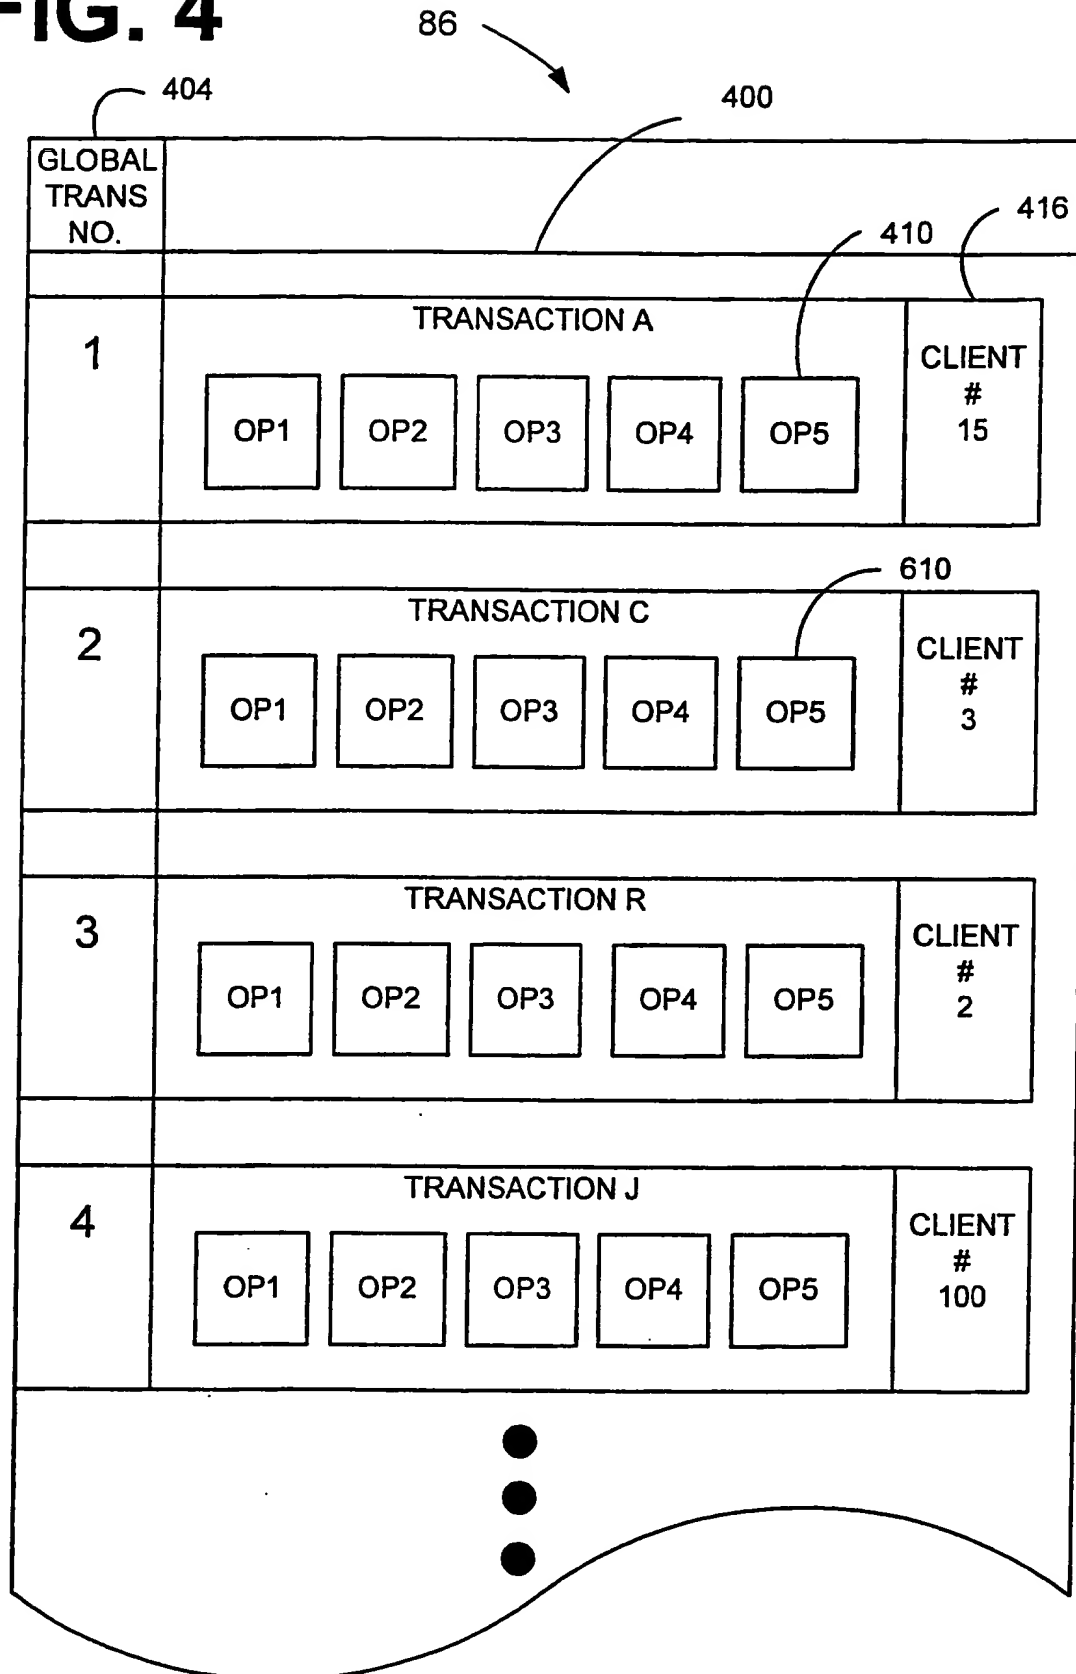 FIG. 4
86
404
400
GLOBAL
TRANS
NO.
416
410
1
TRANSACTION A
OP1 OP2 OP3 OP4 OP5
CLIENT
#
15
610
2
TRANSACTION C
OP1 OP2 OP3 OP4 OP5
CLIENT
#
3
3
TRANSACTION R
OP1 OP2 OP3 OP4 OP5
CLIENT
#
2
4
TRANSACTION J
OP1 OP2 OP3 OP4 OP5
CLIENT
#
100